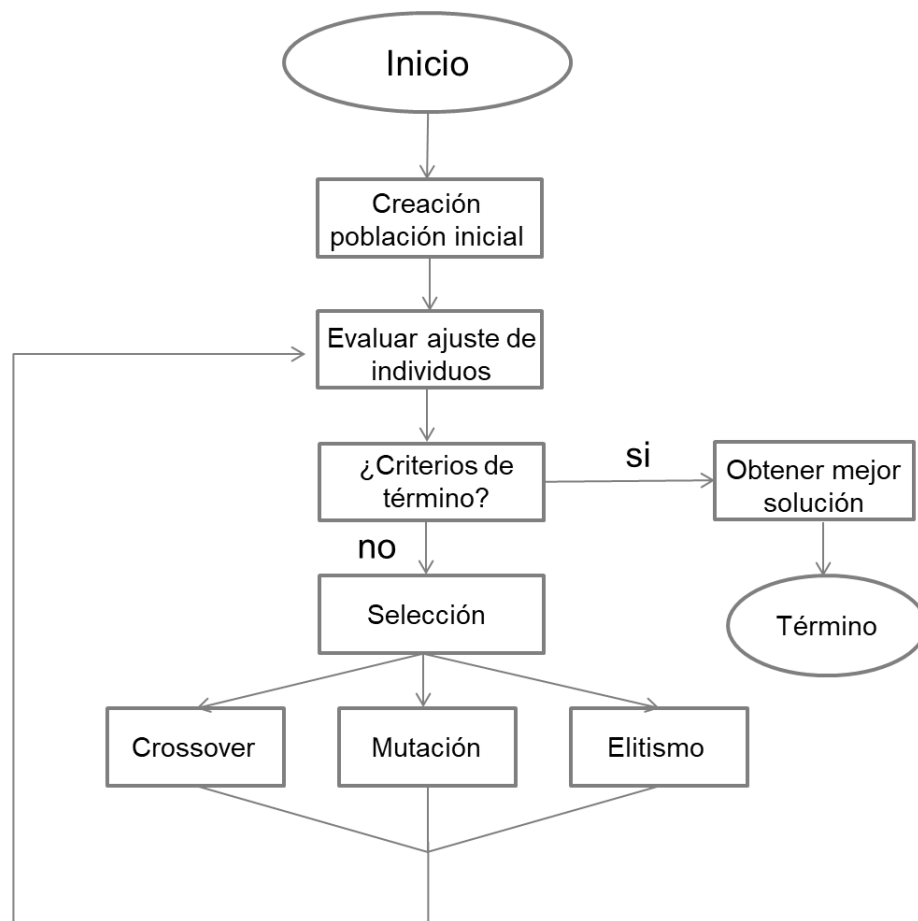 Inicio
Creación
población inicial
Evaluar ajuste de
individuos
¿Criterios de
término?
si
Obtener mejor
solución
no
Selección
Término
Crossover
Mutación
Elitismo